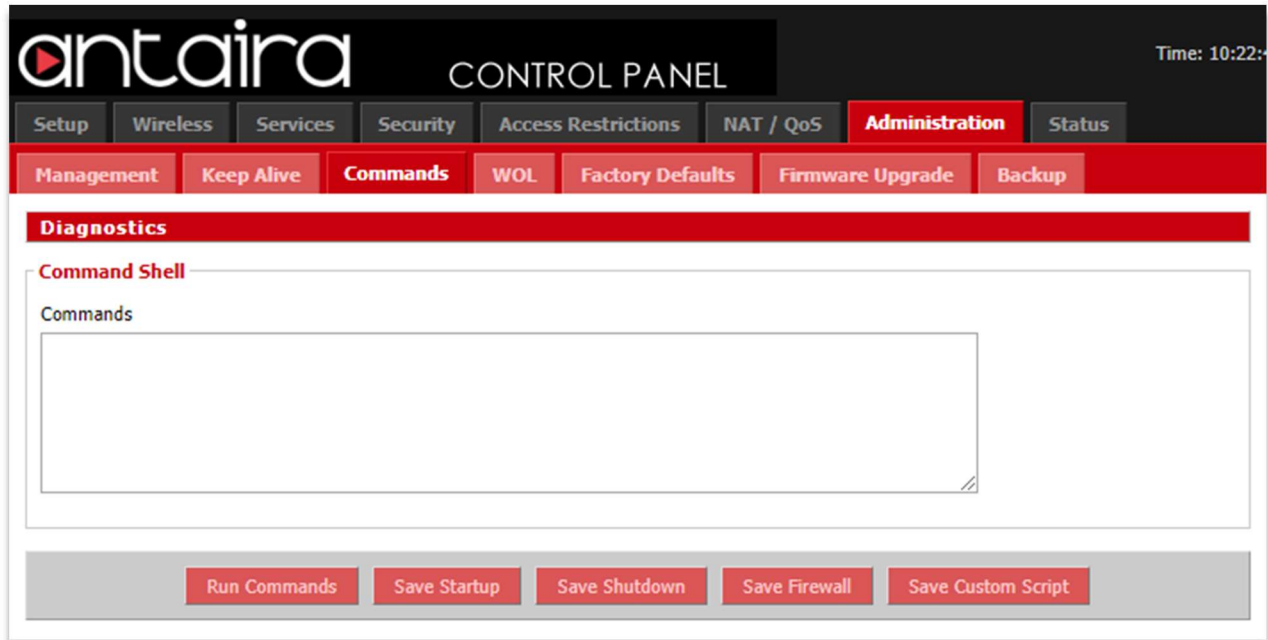 antaira CONTROL PANEL
Time: 10:22:
Setup Wireless Services Security Access Restrictions NAT / QoS Administration Status
Management Keep Alive Commands WOL Factory Defaults Firmware Upgrade Backup
Diagnostics
Command Shell
Commands
Run Commands Save Startup Save Shutdown Save Firewall Save Custom Script